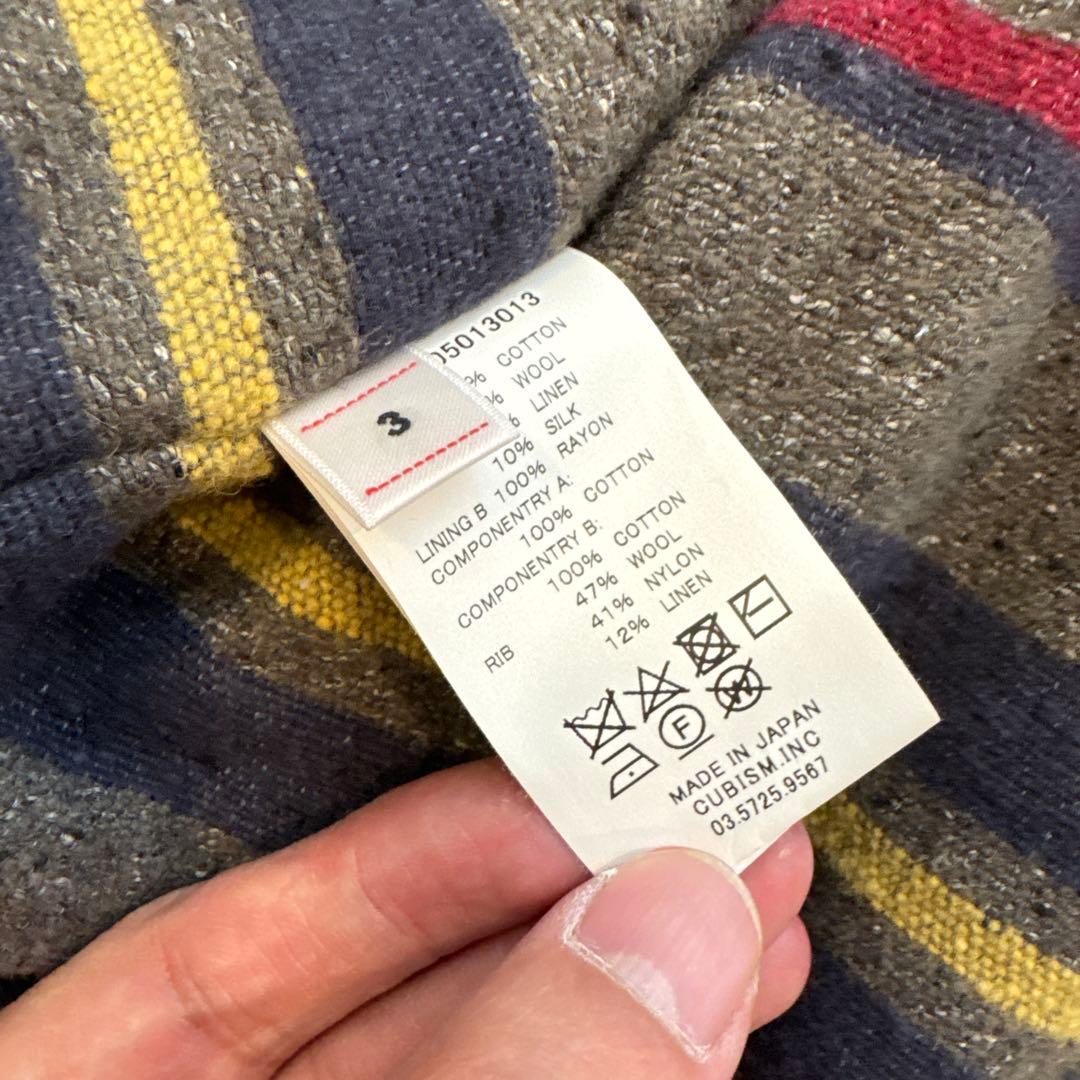 05013013
% COTTON
% WOOL
% LINEN
10% SILK
LINING B 100% RAYON
COMPONENTRY A:
100% COTTON
COMPONENTRY B:
100% COTTON
RIB 47% WOOL
41% NYLON
12% LINEN
F
W
MADE IN JAPAN
CUBISM.INC
03.5725.9567
3